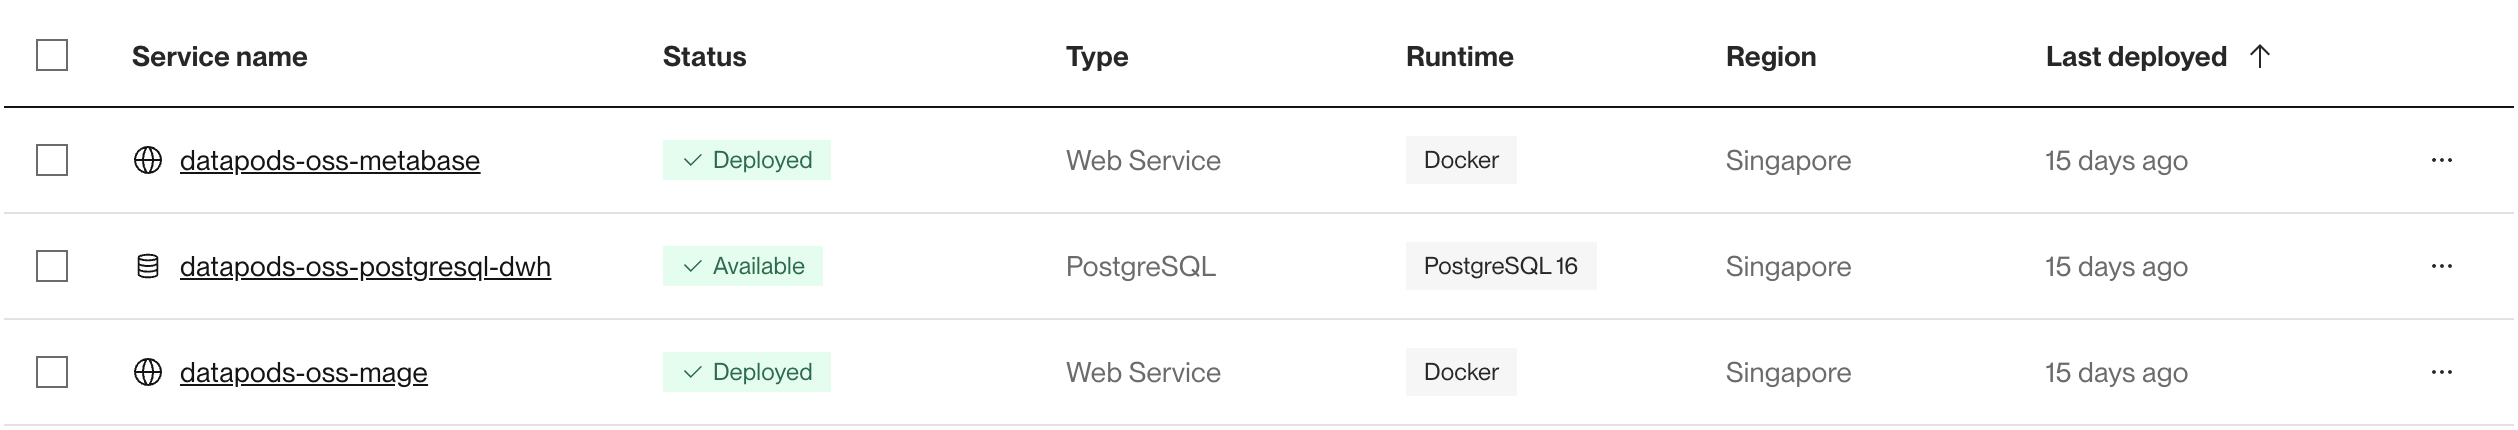 Service name Status Type Runtime Region Last deployed ↑
datapods-oss-metabase Deployed Web Service Docker Singapore 15 days ago ...
datapods-oss-postgresql-dwh Available PostgreSQL PostgreSQL 16 Singapore 15 days ago ...
datapods-oss-mage Deployed Web Service Docker Singapore 15 days ago ...